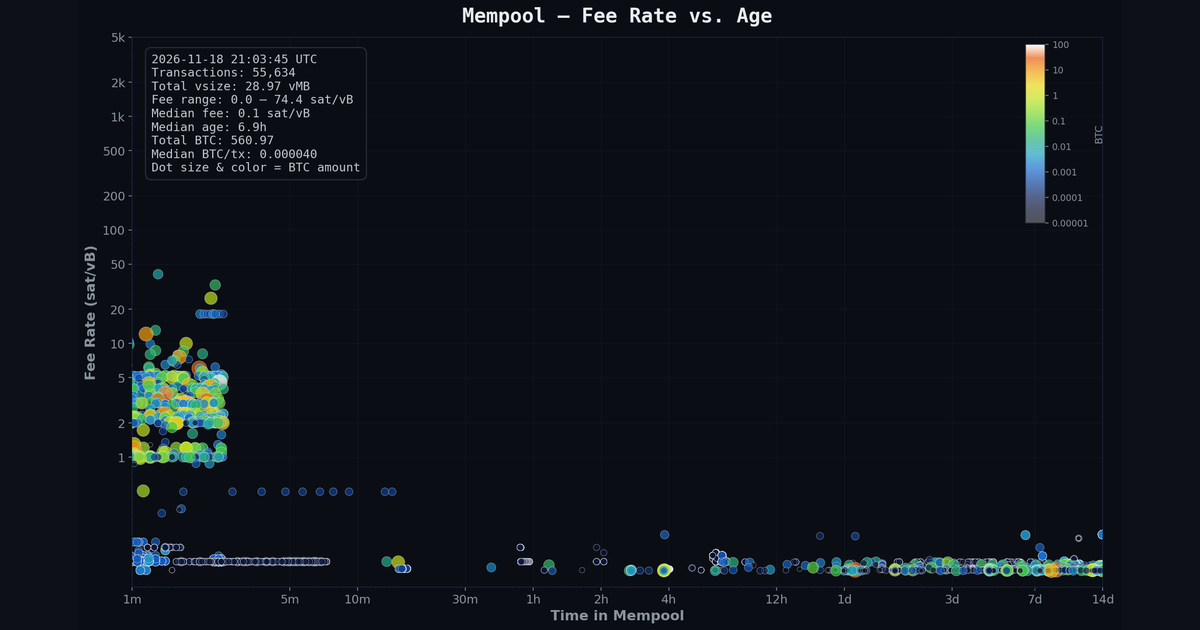 Mempool — Fee Rate vs. Age
2026-11-18 21:03:45 UTC
Transactions: 55,634
Total vsize: 28.97 vMB
Fee range: 0.0 — 74.4 sat/vB
Median fee: 0.1 sat/vB
Median age: 6.9h
Total BTC: 560.97
Median BTC/tx: 0.000040
Dot size & color = BTC amount
Fee Rate (sat/vB)
5k
2k
1k
500
200
100
50
20
10
5
2
1
100
10
1
0.1
0.01
0.001
0.0001
0.00001
BTC
1m
5m
10m
30m
1h
2h
4h
12h
1d
3d
7d
14d
Time in Mempool